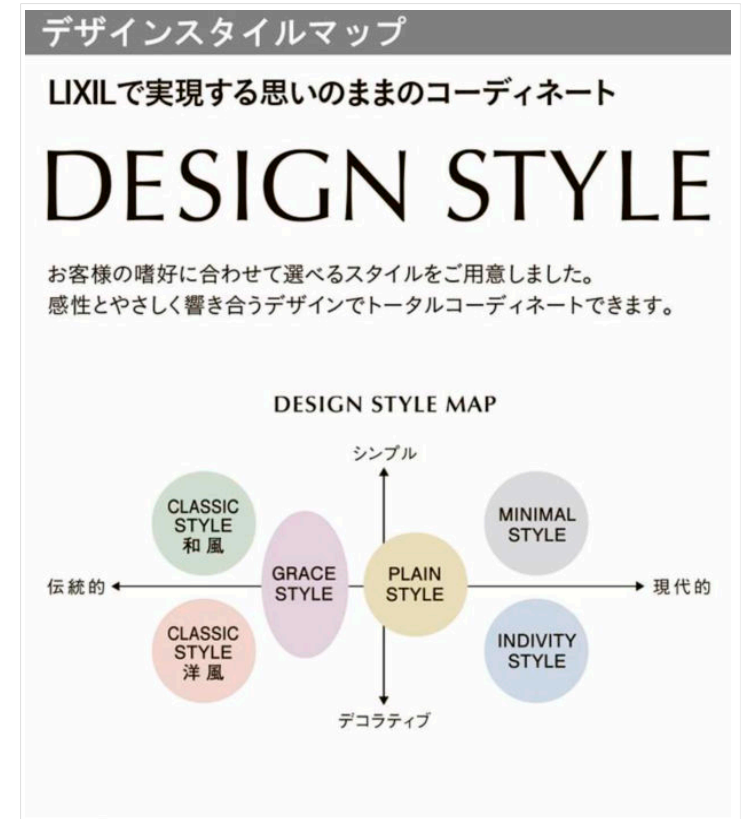 デザインスタイルマップ
LIXILで実現する思いのままのコーディネート
DESIGN STYLE
お客様の嗜好に合わせて選べるスタイルをご用意しました。
感性とやさしく響き合うデザインでトータルコーディネートできます。
DESIGN STYLE MAP
シンプル
CLASSIC
STYLE
和風
MINIMAL
STYLE
伝統的
GRACE
STYLE
PLAIN
STYLE
現代的
CLASSIC
STYLE
洋風
INDIVITY
STYLE
デコラティブ